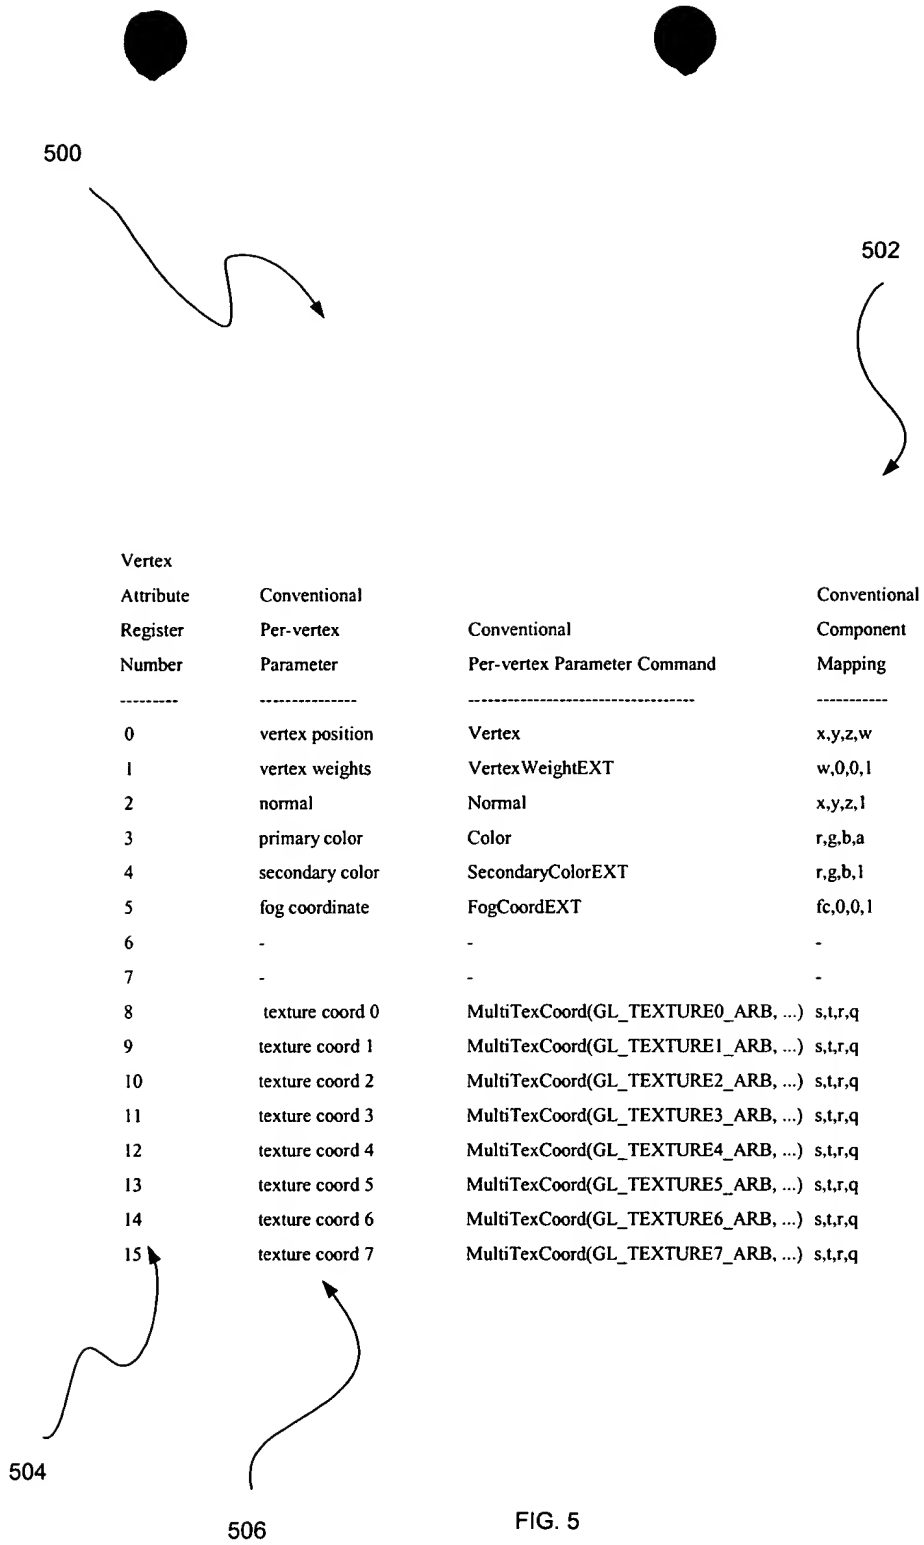 500
502
Vertex
Attribute Conventional Conventional
Register Per-vertex Conventional Component
Number Parameter Per-vertex Parameter Command Mapping
--------- --------------- ----------------------------------- -----------
0 vertex position Vertex x,y,z,w
1 vertex weights VertexWeightEXT w,0,0,1
2 normal Normal x,y,z,1
3 primary color Color r,g,b,a
4 secondary color SecondaryColorEXT r,g,b,1
5 fog coordinate FogCoordEXT fc,0,0,1
6 - - -
7 - - -
8 texture coord 0 MultiTexCoord(GL_TEXTURE0_ARB, ...) s,t,r,q
9 texture coord 1 MultiTexCoord(GL_TEXTURE1_ARB, ...) s,t,r,q
10 texture coord 2 MultiTexCoord(GL_TEXTURE2_ARB, ...) s,t,r,q
11 texture coord 3 MultiTexCoord(GL_TEXTURE3_ARB, ...) s,t,r,q
12 texture coord 4 MultiTexCoord(GL_TEXTURE4_ARB, ...) s,t,r,q
13 texture coord 5 MultiTexCoord(GL_TEXTURE5_ARB, ...) s,t,r,q
14 texture coord 6 MultiTexCoord(GL_TEXTURE6_ARB, ...) s,t,r,q
15 texture coord 7 MultiTexCoord(GL_TEXTURE7_ARB, ...) s,t,r,q
504
506
FIG. 5